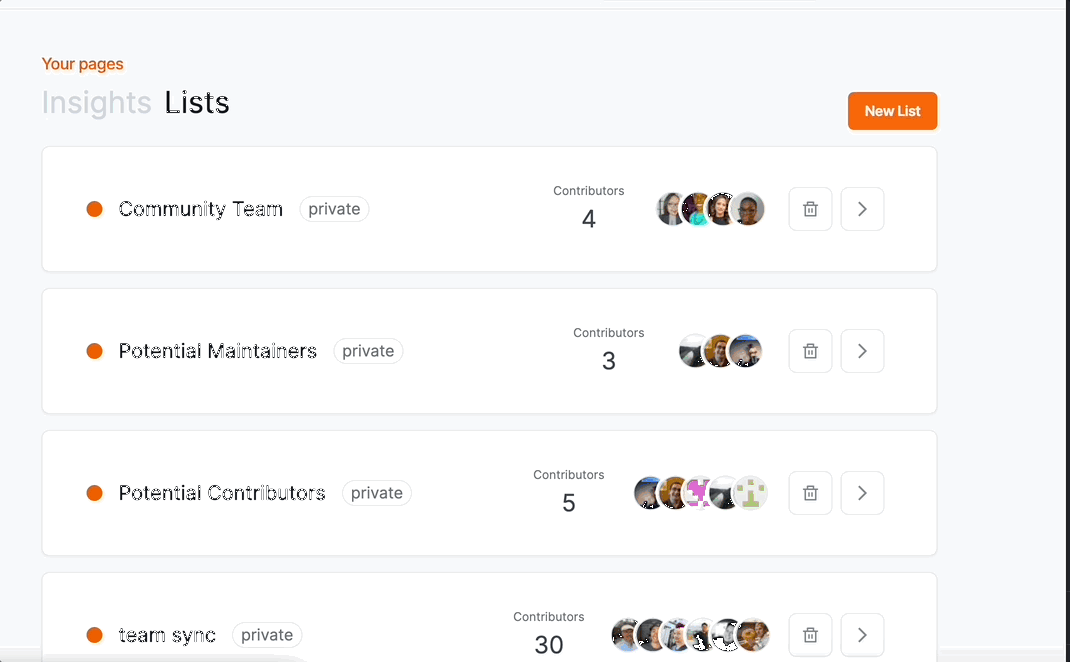 Your pages
Insights Lists
New List
Community Team private
Contributors
4
Potential Maintainers private
Contributors
3
Potential Contributors private
Contributors
5
team sync private
Contributors
30